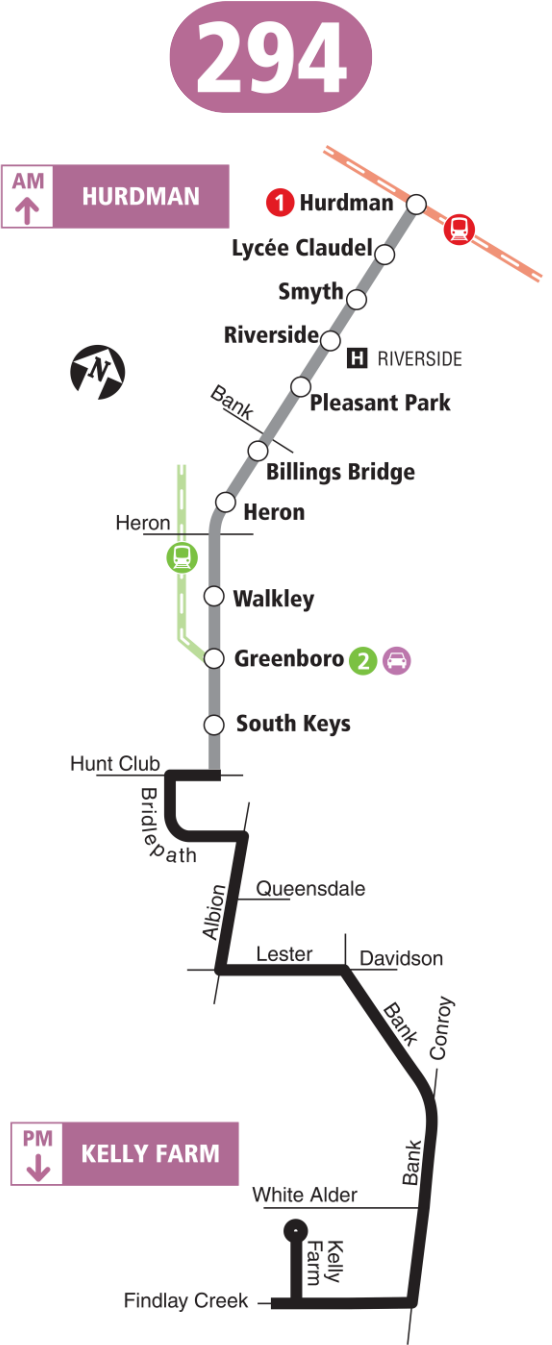 294
AM
HURDMAN
1 Hurdman
Lycée Claudel
Smyth
Riverside
H RIVERSIDE
N
Bank
Pleasant Park
Billings Bridge
Heron
Heron
Walkley
Greenboro 2
South Keys
Hunt Club
Bridlepath
Albion
Queensdale
Lester
Davidson
Bank
Conroy
PM
KELLY FARM
Bank
White Alder
Kelly
Farm
Findlay Creek